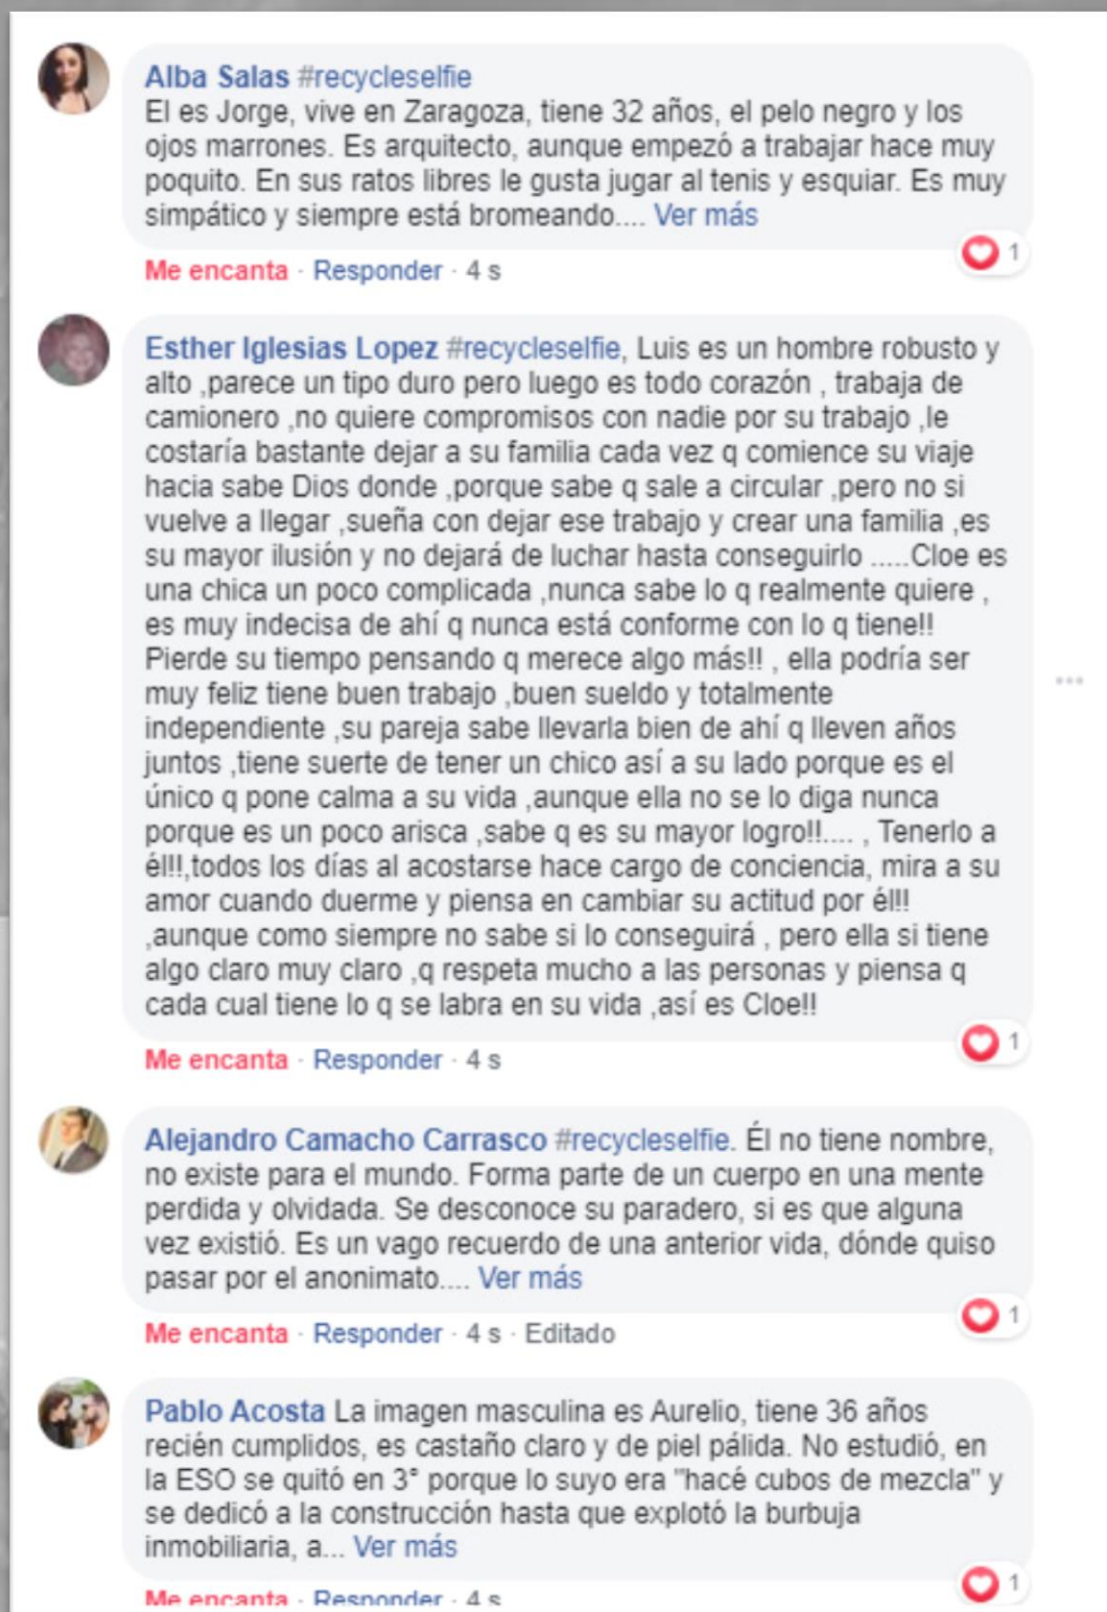 Alba Salas #recycleselfie
El es Jorge, vive en Zaragoza, tiene 32 años, el pelo negro y los
ojos marrones. Es arquitecto, aunque empezó a trabajar hace muy
poquito. En sus ratos libres le gusta jugar al tenis y esquiar. Es muy
simpático y siempre está bromeando.... Ver más
1
Me encanta · Responder · 4 s
Esther Iglesias Lopez #recycleselfie, Luis es un hombre robusto y
alto ,parece un tipo duro pero luego es todo corazón , trabaja de
camionero ,no quiere compromisos con nadie por su trabajo ,le
costaría bastante dejar a su familia cada vez q comience su viaje
hacia sabe Dios donde ,porque sabe q sale a circular ,pero no si
vuelve a llegar ,sueña con dejar ese trabajo y crear una familia ,es
su mayor ilusión y no dejará de luchar hasta conseguirlo .....Cloe es
una chica un poco complicada ,nunca sabe lo q realmente quiere ,
es muy indecisa de ahí q nunca está conforme con lo q tiene!!
Pierde su tiempo pensando q merece algo más!! , ella podría ser
muy feliz tiene buen trabajo ,buen sueldo y totalmente
independiente ,su pareja sabe llevarla bien de ahí q lleven años
juntos ,tiene suerte de tener un chico así a su lado porque es el
único q pone calma a su vida ,aunque ella no se lo diga nunca
porque es un poco arisca ,sabe q es su mayor logro!!.... , Tenerlo a
él!!,todos los días al acostarse hace cargo de conciencia, mira a su
amor cuando duerme y piensa en cambiar su actitud por él!!
,aunque como siempre no sabe si lo conseguirá , pero ella si tiene
algo claro muy claro ,q respeta mucho a las personas y piensa q
cada cual tiene lo q se labra en su vida ,así es Cloe!!
1
Me encanta · Responder · 4 s
Alejandro Camacho Carrasco #recycleselfie. Él no tiene nombre,
no existe para el mundo. Forma parte de un cuerpo en una mente
perdida y olvidada. Se desconoce su paradero, si es que alguna
vez existió. Es un vago recuerdo de una anterior vida, dónde quiso
pasar por el anonimato.... Ver más
1
Me encanta · Responder · 4 s · Editado
Pablo Acosta La imagen masculina es Aurelio, tiene 36 años
recién cumplidos, es castaño claro y de piel pálida. No estudió, en
la ESO se quitó en 3° porque lo suyo era "hacé cubos de mezcla" y
se dedicó a la construcción hasta que explotó la burbuja
inmobiliaria, a... Ver más
1
Me encanta · Responder · 4 s